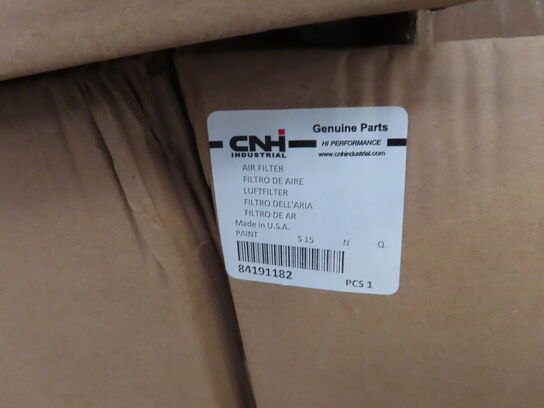 CNH
INDUSTRIAL
Genuine Parts
HI PERFORMANCE
www.cnhindustrial.com
AIR FILTER
FILTRO DE AIRE
LUFTFILTER
FILTRO DELL'ARIA
FILTRO DE AR
Made in U.S.A.
PAINT S 15 N Q
84191182
PCS 1